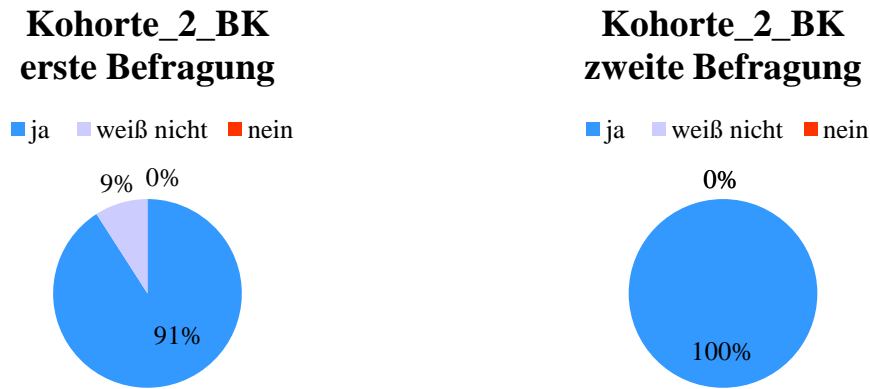 Kohorte_2_BK
erste Befragung
ja weiß nicht nein
9% 0%
91%
Kohorte_2_BK
zweite Befragung
ja weiß nicht nein
0%
100%